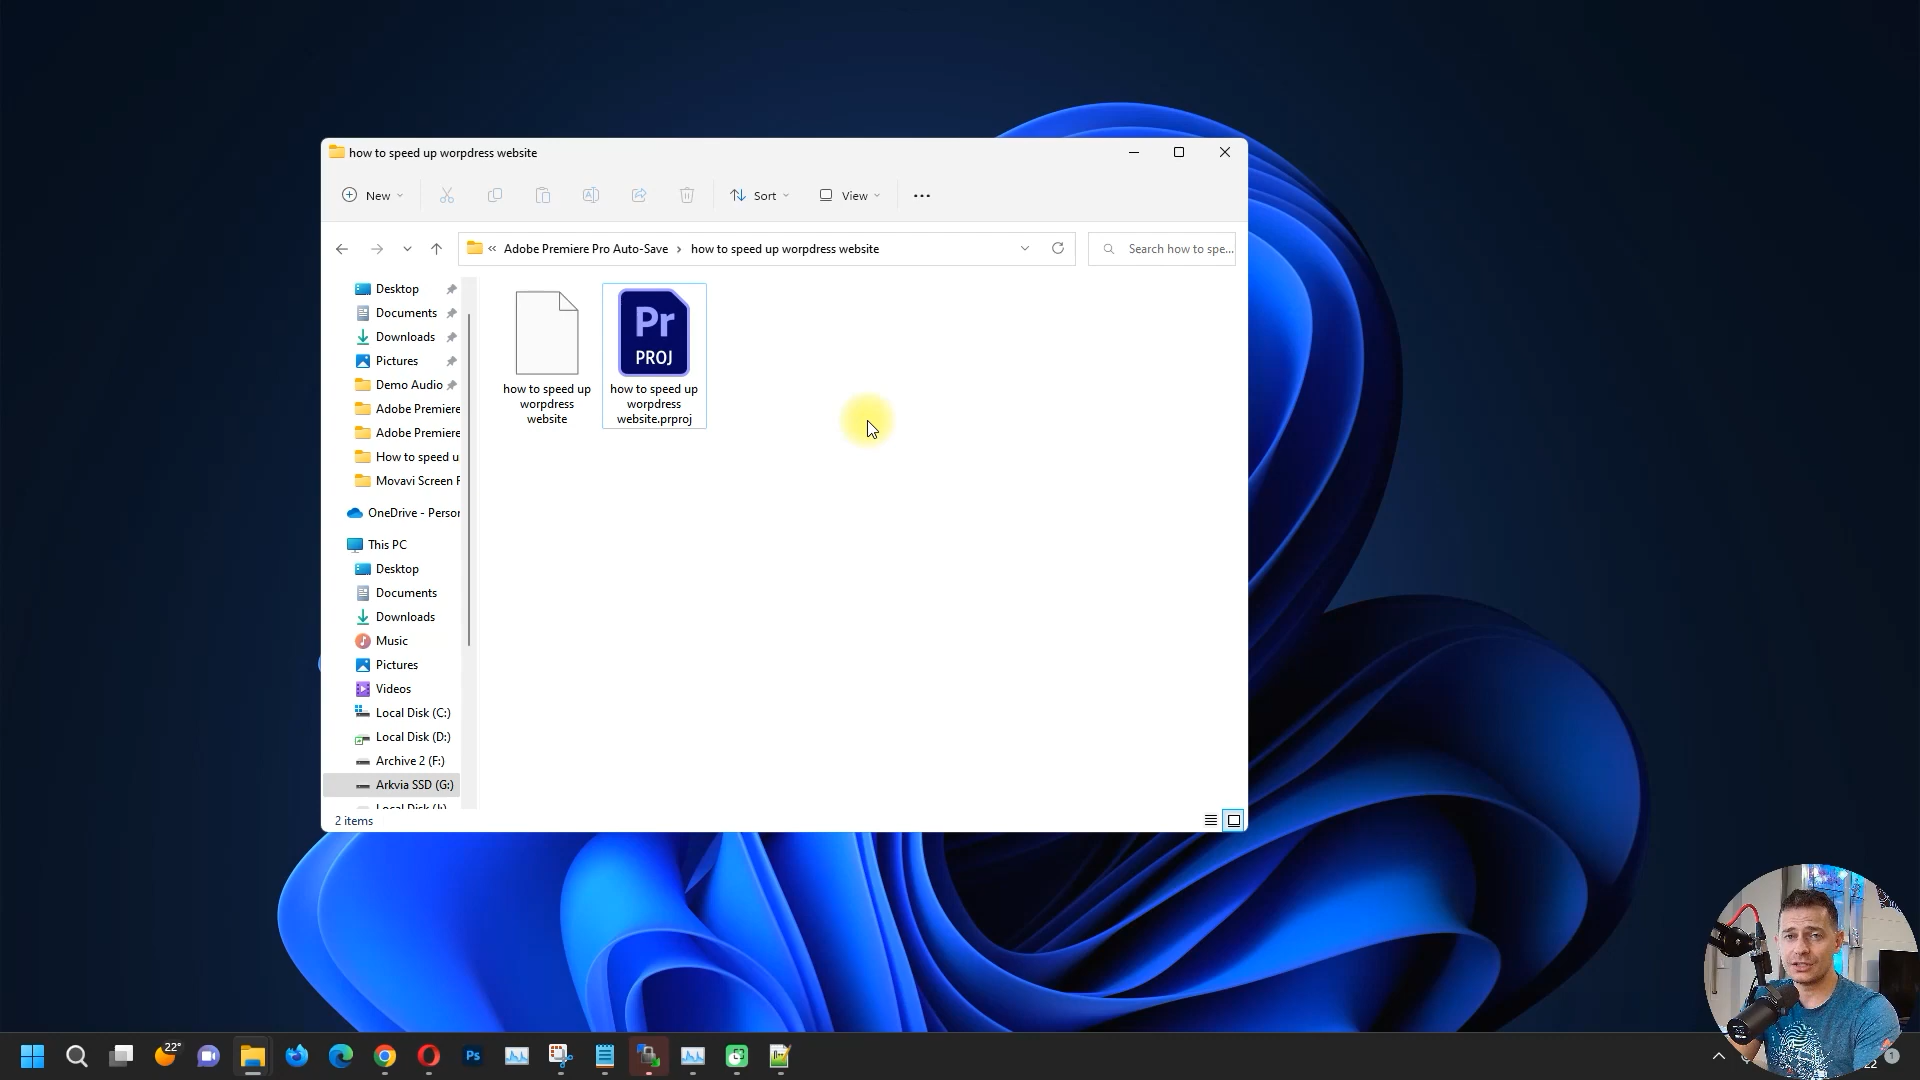 how to speed up worpdress website
New
Sort
View
Adobe Premiere Pro Auto-Save
how to speed up worpdress website
Search how to spe...
Desktop
Documents
Downloads
Pictures
Demo Audio
Adobe Premiere
Adobe Premiere
How to speed u
Movavi Screen R
OneDrive - Person
This PC
Desktop
Documents
Downloads
Music
Pictures
Videos
Local Disk (C:)
Local Disk (D:)
Archive 2 (F:)
Arkvia SSD (G:)
how to speed up
worpdress
website
Pr
PROJ
how to speed up
worpdress
website.prproj
2 items
22°
Ps
1